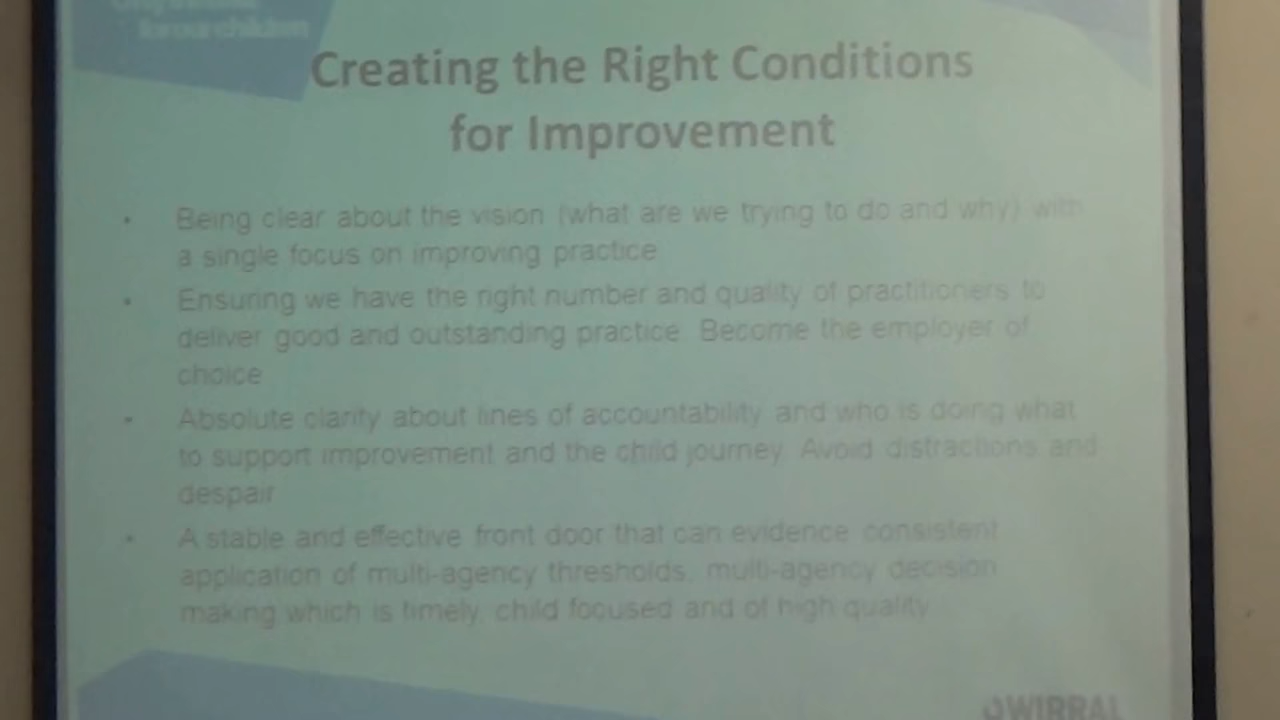 for our children
Creating the Right Conditions
for Improvement
• Being clear about the vision (what are we trying to do and why) with
a single focus on improving practice
• Ensuring we have the right number and quality of practitioners to
deliver good and outstanding practice. Become the employer of
choice
• Absolute clarity about lines of accountability and who is doing what
to support improvement and the child journey. Avoid distractions and
despair
• A stable and effective front door that can evidence consistent
application of multi-agency thresholds, multi-agency decision
making which is timely, child focused and of high quality
WIRRAL